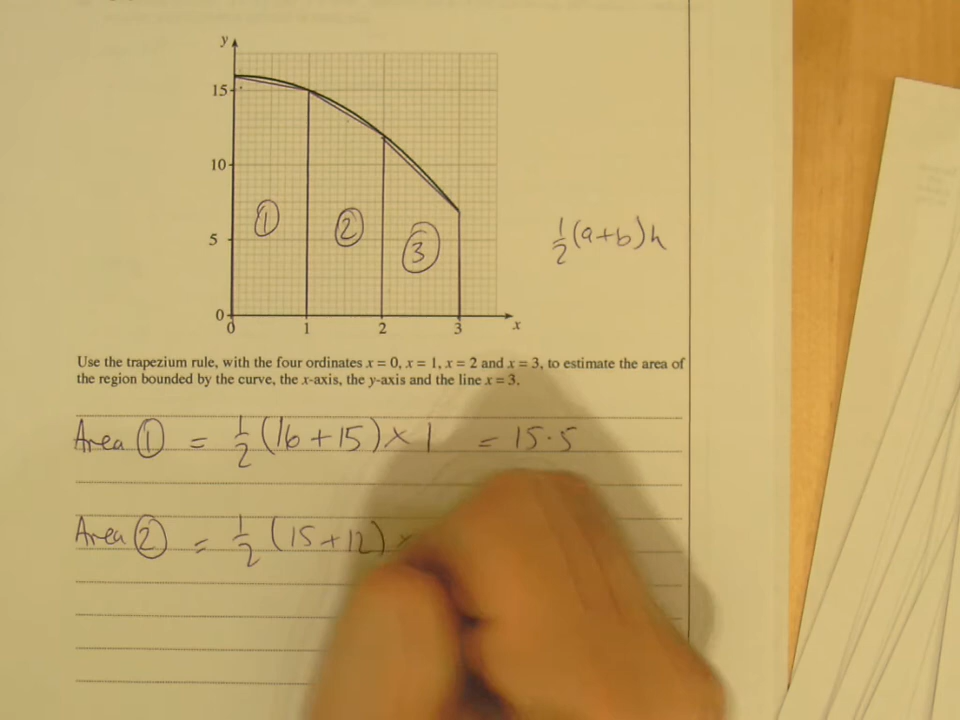 y
15
10
5
0
0 1 2 3 x
① ② ③
½(a+b)h
Use the trapezium rule, with the four ordinates x = 0, x = 1, x = 2 and x = 3, to estimate the area of
the region bounded by the curve, the x-axis, the y-axis and the line x = 3.
Area ① = ½(16+15)×1 = 15.5
Area ② = ½(15+12)